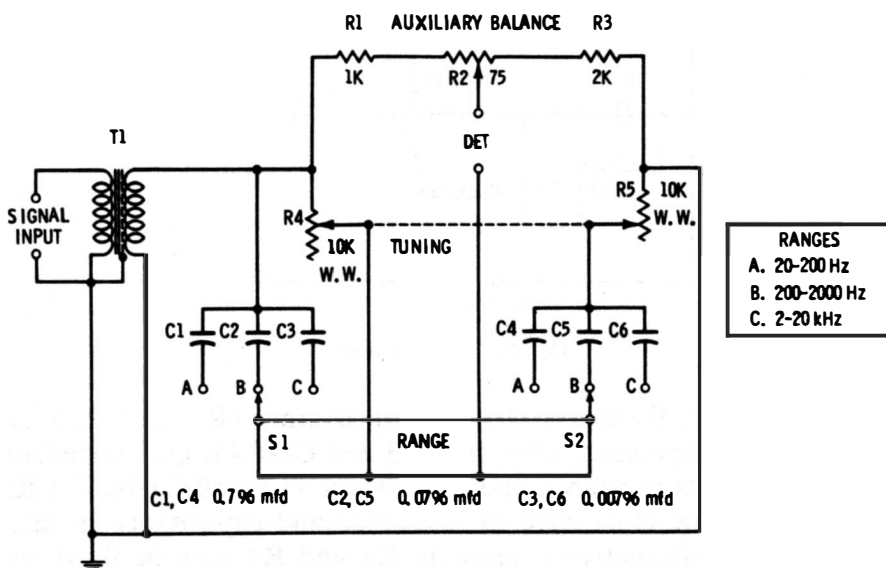 R1 AUXILIARY BALANCE R3
1K R2 75 2K
T1
DET
SIGNAL
INPUT
R4
10K
W.W.
TUNING
R5 10K
W.W.
RANGES
A. 20-200 Hz
B. 200-2000 Hz
C. 2-20 kHz
C1 C2 C3
C4 C5 C6
A B C
A B C
S1 RANGE S2
C1, C4 0.796 mfd C2, C5 0.0796 mfd C3, C6 0.00796 mfd